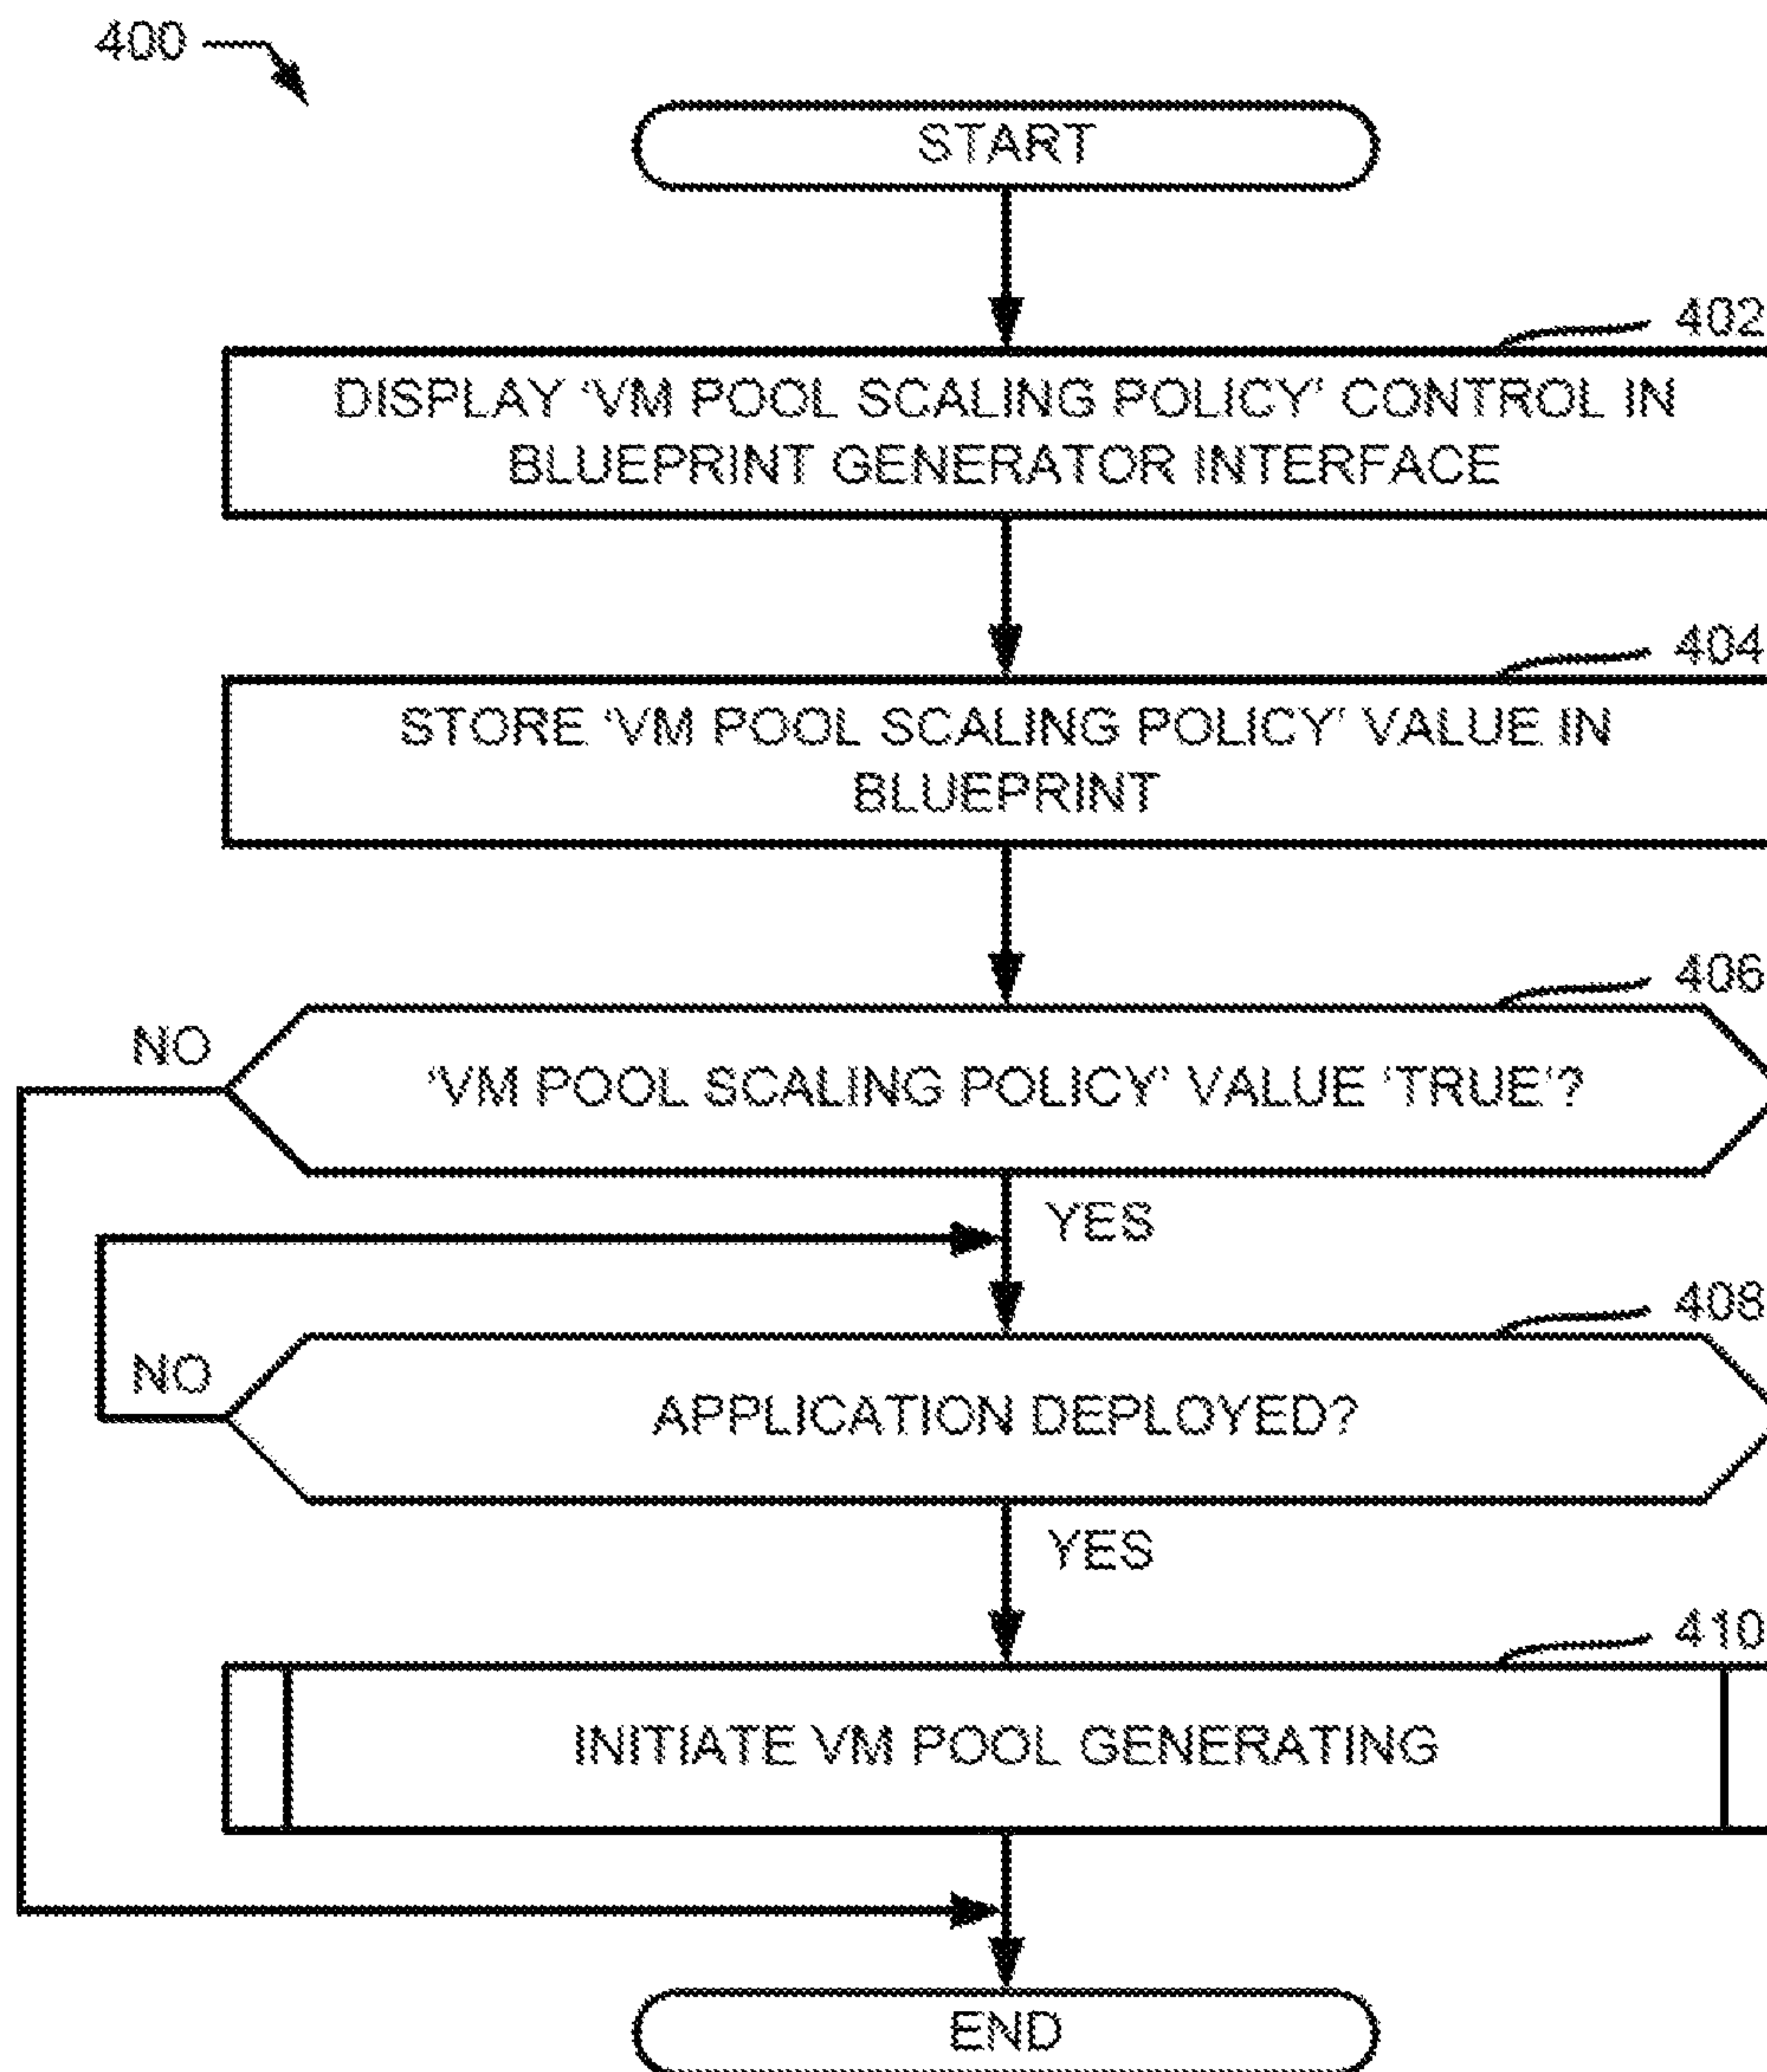 400
START
402
DISPLAY 'VM POOL SCALING POLICY' CONTROL IN
BLUEPRINT GENERATOR INTERFACE
404
STORE 'VM POOL SCALING POLICY' VALUE IN
BLUEPRINT
406
NO
'VM POOL SCALING POLICY' VALUE 'TRUE'?
YES
408
NO
APPLICATION DEPLOYED?
YES
410
INITIATE VM POOL GENERATING
END